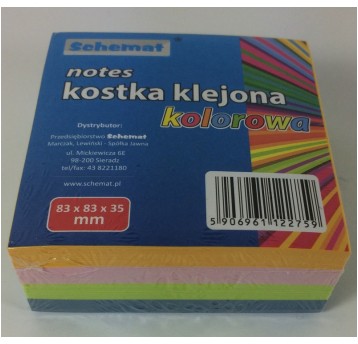 Schemat
notes
kostka klejona
kolorowa
Dystrybutor:
Przedsiębiorstwo Schemat
Marciak, Lewiński - Spółka Jawna
ul. Mickiewicza 6E
98-200 Sieradz
tel/fax: 43 8221180
www.schemat.pl
83 x 83 x 35
mm
5 906961 122759